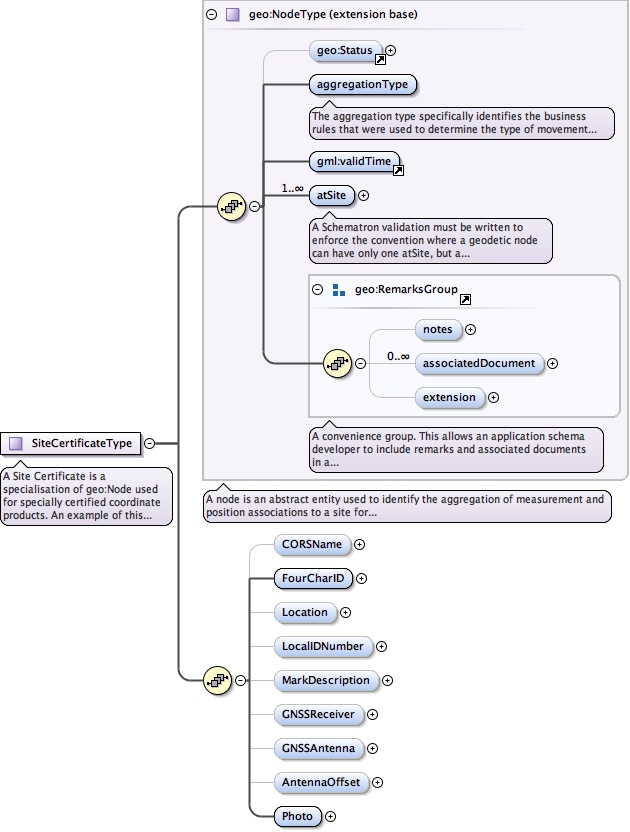 geo:NodeType (extension base)
geo:Status
aggregationType
The aggregation type specifically identifies the business
rules that were used to determine the type of movement...
gml:validTime
1..∞
atSite
A Schematron validation must be written to
enforce the convention where a geodetic node
can have only one atSite, but a...
geo:RemarksGroup
notes
0..∞
associatedDocument
extension
A convenience group. This allows an application schema
developer to include remarks and associated documents
in a...
SiteCertificateType
A Site Certificate is a
specialisation of geo:Node used
for specially certified coordinate
products. An example of this...
A node is an abstract entity used to identify the aggregation of measurement and
position associations to a site for...
CORSName
FourCharID
Location
LocalIDNumber
MarkDescription
GNSSReceiver
GNSSAntenna
AntennaOffset
Photo